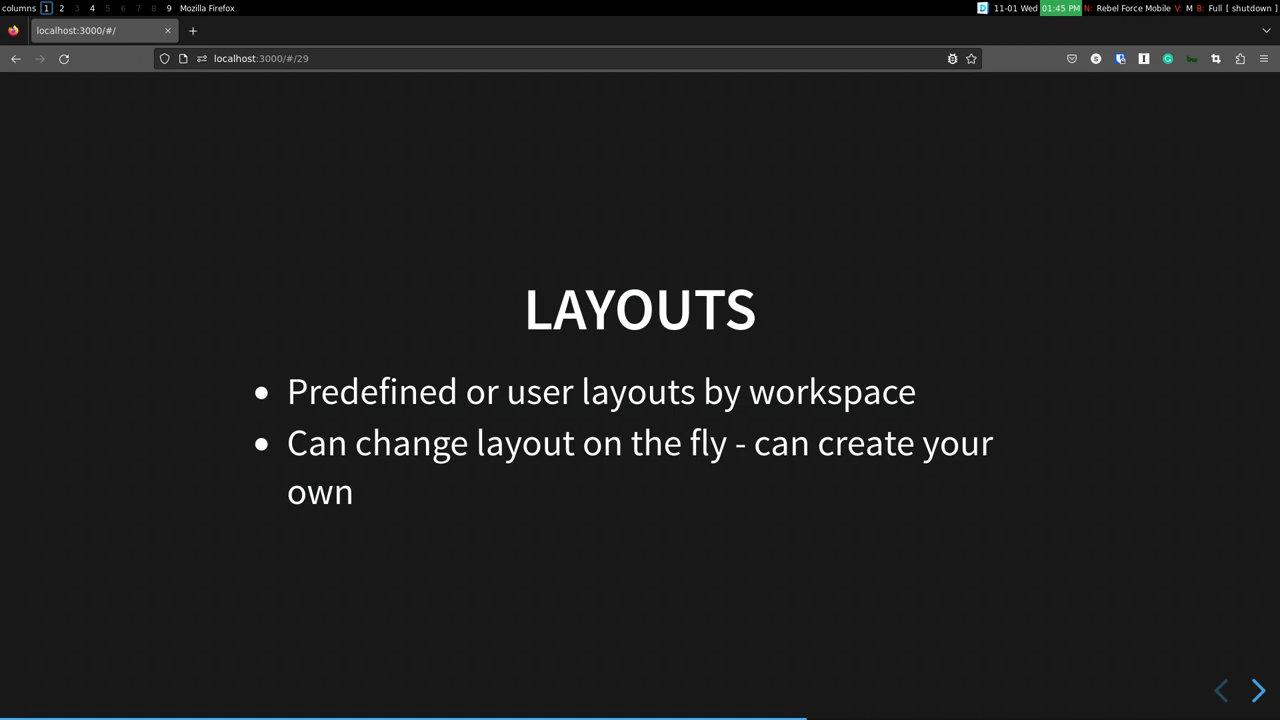 columns 1 2 3 4 5 6 7 8 9 Mozilla Firefox 11-01 Wed 01:45 PM N: Rebel Force Mobile V: M B: Full [ shutdown ]
localhost:3000/#/
localhost:3000/#/29
LAYOUTS
Predefined or user layouts by workspace
Can change layout on the fly - can create your
own